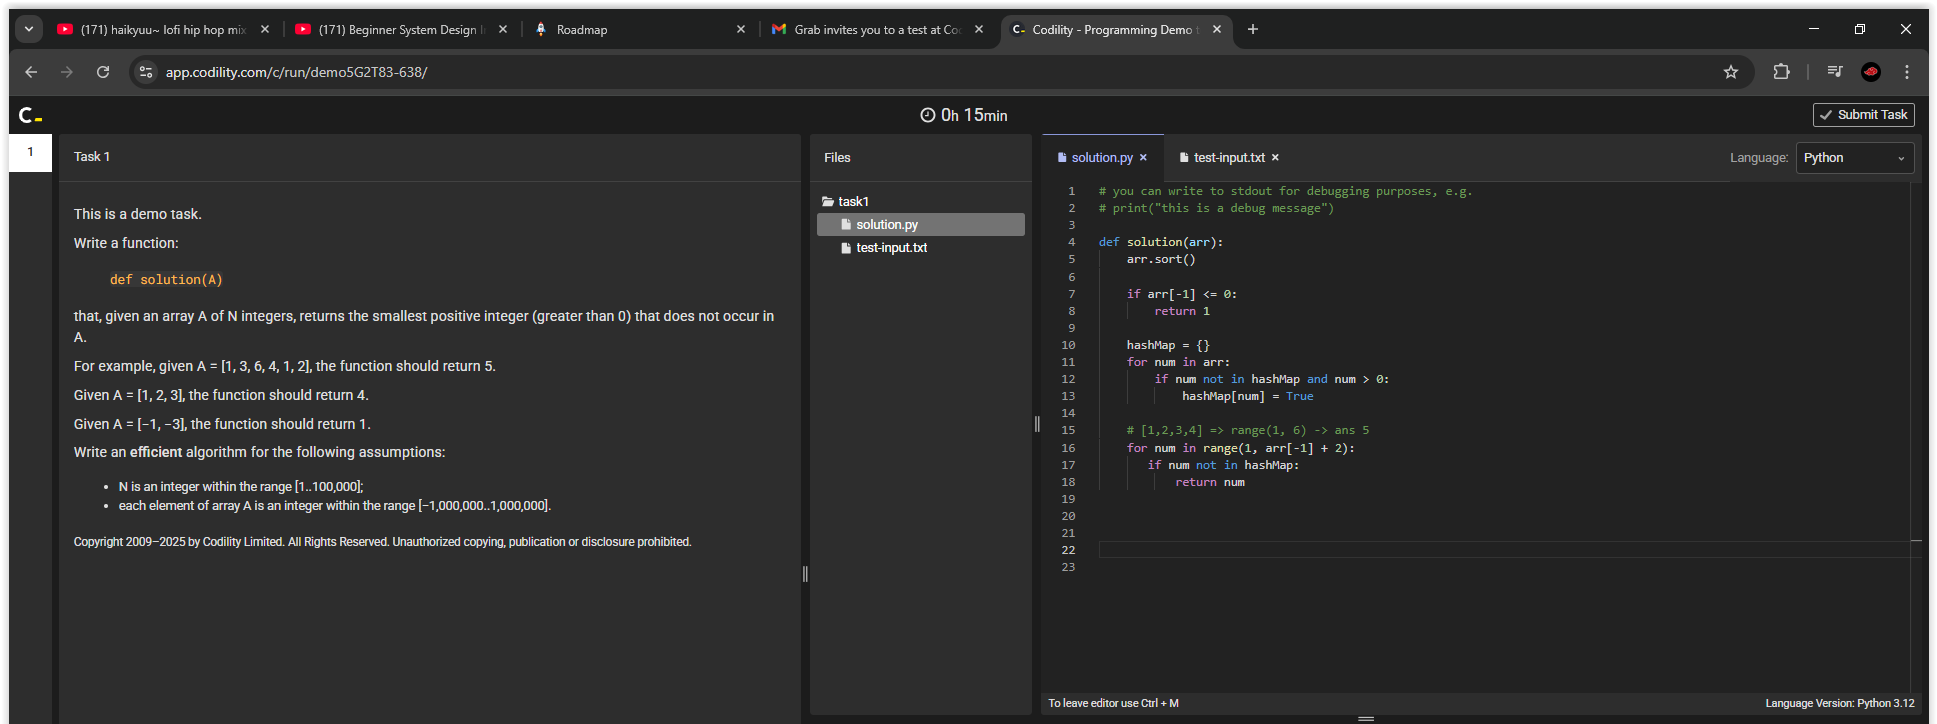 (171) haikyuu~ lofi hip hop mix
(171) Beginner System Design I
Roadmap
Grab invites you to a test at Co
Codility - Programming Demo t
app.codility.com/c/run/demo5G2T83-638/
0h 15min
Submit Task
1
Task 1
This is a demo task.
Write a function:
def solution(A)
that, given an array A of N integers, returns the smallest positive integer (greater than 0) that does not occur in
A.
For example, given A = [1, 3, 6, 4, 1, 2], the function should return 5.
Given A = [1, 2, 3], the function should return 4.
Given A = [−1, −3], the function should return 1.
Write an efficient algorithm for the following assumptions:
• N is an integer within the range [1..100,000];
• each element of array A is an integer within the range [−1,000,000..1,000,000].
Copyright 2009–2025 by Codility Limited. All Rights Reserved. Unauthorized copying, publication or disclosure prohibited.
Files
task1
solution.py
test-input.txt
solution.py
test-input.txt
Language: Python
1 # you can write to stdout for debugging purposes, e.g.
2 # print("this is a debug message")
3
4 def solution(arr):
5     arr.sort()
6
7     if arr[-1] <= 0:
8         return 1
9
10     hashMap = {}
11     for num in arr:
12         if num not in hashMap and num > 0:
13             hashMap[num] = True
14
15     # [1,2,3,4] => range(1, 6) -> ans 5
16     for num in range(1, arr[-1] + 2):
17        if num not in hashMap:
18            return num
19
20
21
22
23
To leave editor use Ctrl + M
Language Version: Python 3.12